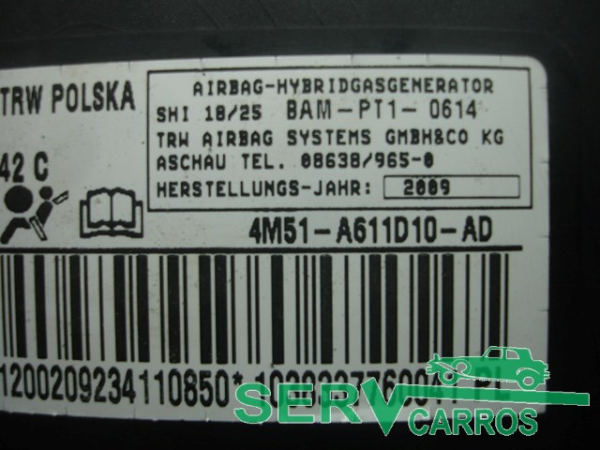 AIRBAG-HYBRIDGASGENERATOR
TRW POLSKA
SHI 18/25 BAM-PT1-0614
TRW AIRBAG SYSTEMS GMBH&CO KG
42 C
ASCHAU TEL. 08638/965-0
HERSTELLUNGS-JAHR: 2009
4M51-A611D10-AD
1200209234110850*
SERV
CARROS